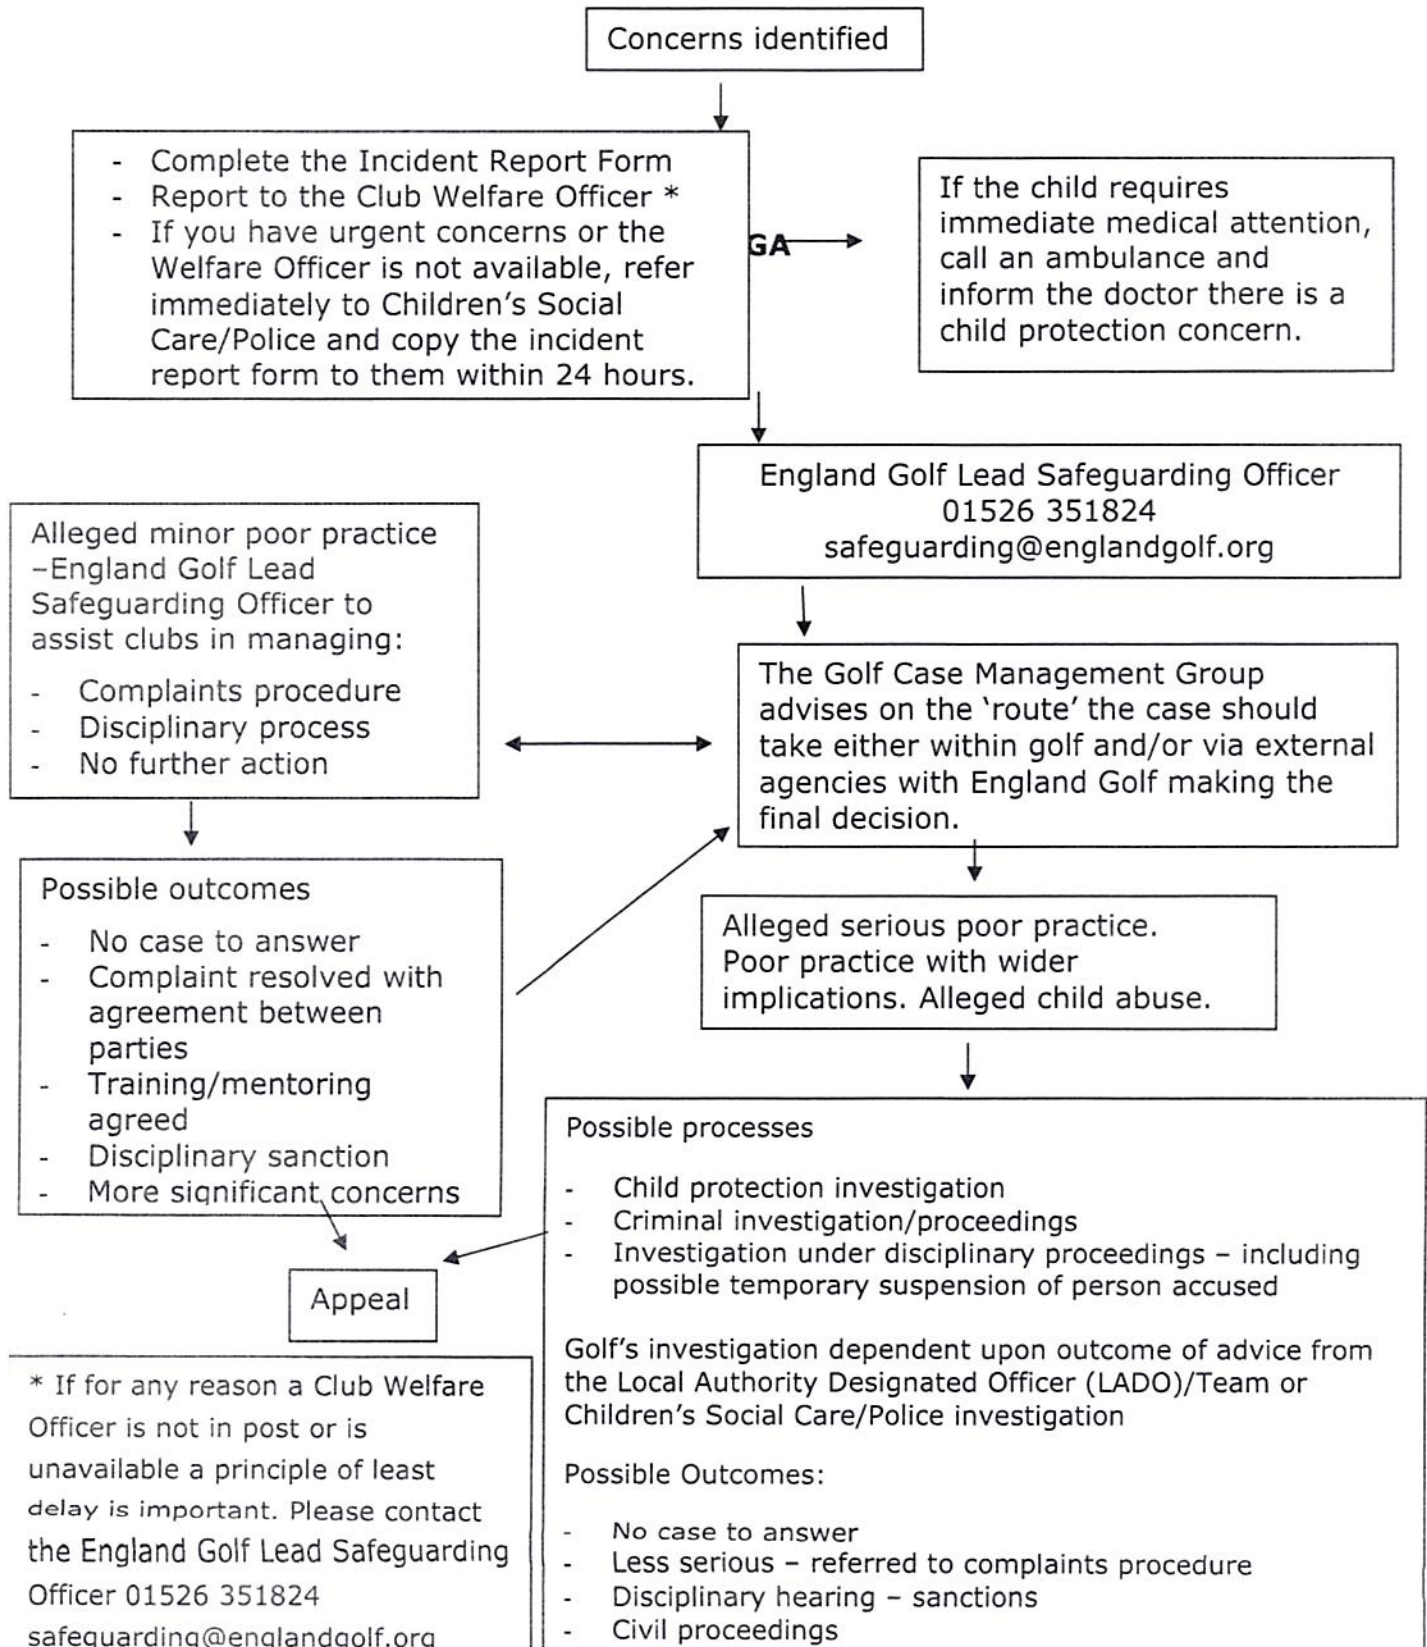 Concerns identified
- Complete the Incident Report Form
- Report to the Club Welfare Officer *
- If you have urgent concerns or the
Welfare Officer is not available, refer
immediately to Children's Social
Care/Police and copy the incident
report form to them within 24 hours.
GA
If the child requires
immediate medical attention,
call an ambulance and
inform the doctor there is a
child protection concern.
England Golf Lead Safeguarding Officer
01526 351824
safeguarding@englandgolf.org
Alleged minor poor practice
–England Golf Lead
Safeguarding Officer to
assist clubs in managing:
- Complaints procedure
- Disciplinary process
- No further action
The Golf Case Management Group
advises on the ‘route’ the case should
take either within golf and/or via external
agencies with England Golf making the
final decision.
Possible outcomes
- No case to answer
- Complaint resolved with
agreement between
parties
- Training/mentoring
agreed
- Disciplinary sanction
- More significant concerns
Alleged serious poor practice.
Poor practice with wider
implications. Alleged child abuse.
Appeal
Possible processes
- Child protection investigation
- Criminal investigation/proceedings
- Investigation under disciplinary proceedings – including
possible temporary suspension of person accused
Golf's investigation dependent upon outcome of advice from
the Local Authority Designated Officer (LADO)/Team or
Children's Social Care/Police investigation
Possible Outcomes:
- No case to answer
- Less serious – referred to complaints procedure
- Disciplinary hearing – sanctions
- Civil proceedings
* If for any reason a Club Welfare
Officer is not in post or is
unavailable a principle of least
delay is important. Please contact
the England Golf Lead Safeguarding
Officer 01526 351824
safeguarding@englandgolf.org